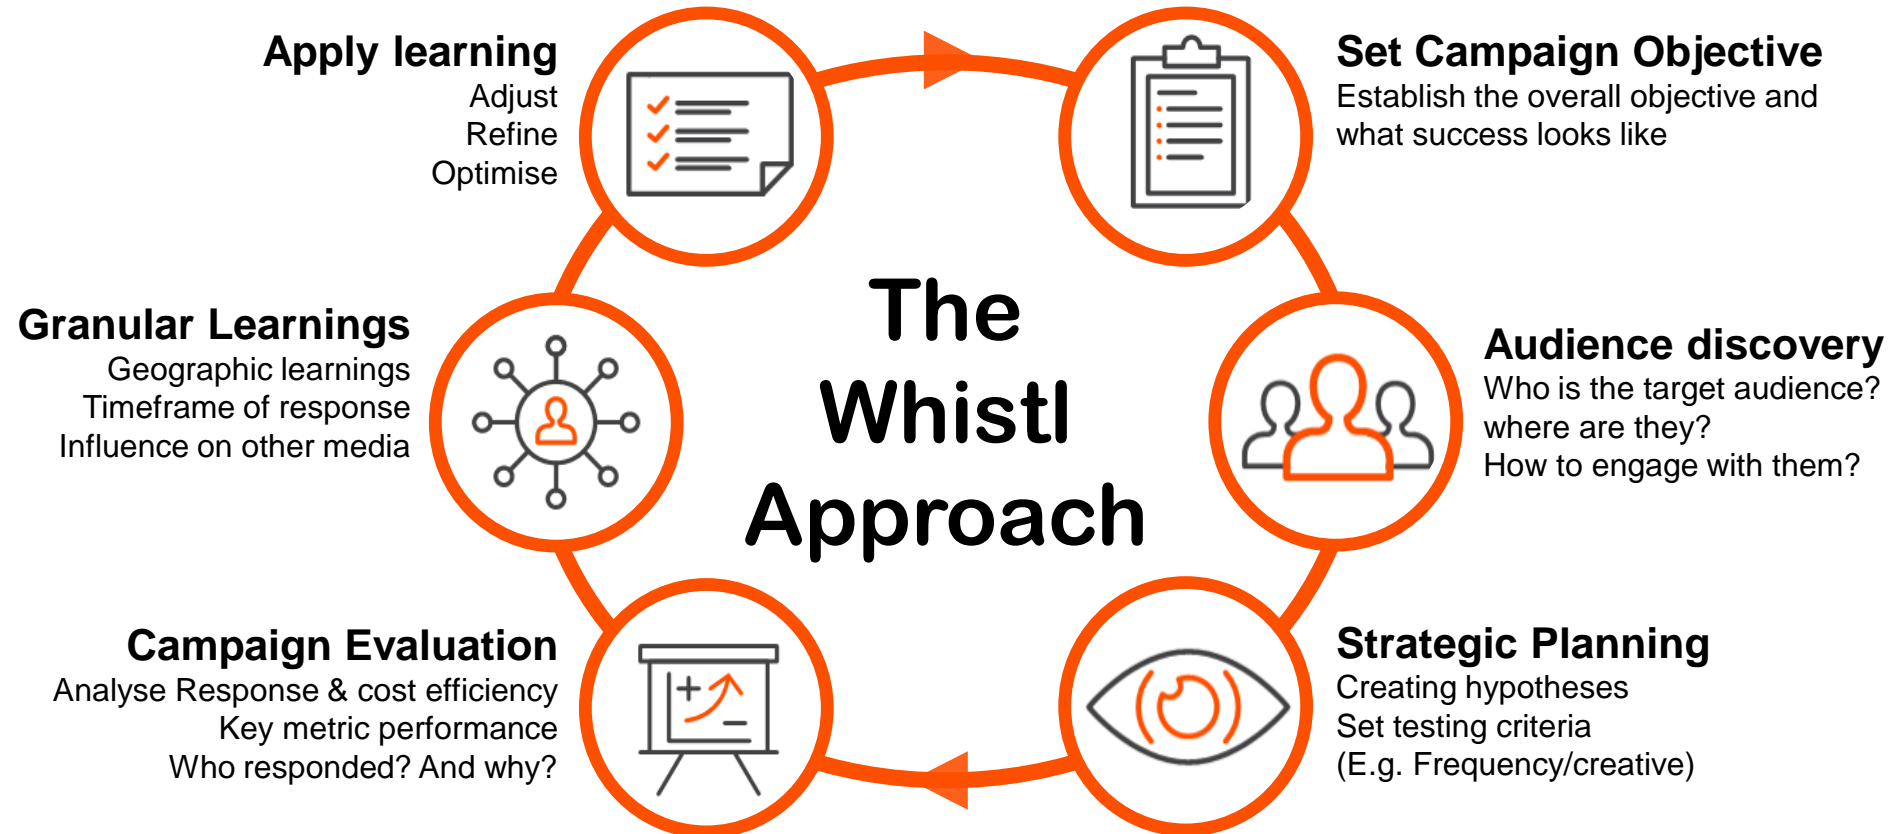 Apply learning
Adjust
Refine
Optimise
Set Campaign Objective
Establish the overall objective and
what success looks like
Granular Learnings
Geographic learnings
Timeframe of response
Influence on other media
The
Whistl
Approach
Audience discovery
Who is the target audience?
where are they?
How to engage with them?
Campaign Evaluation
Analyse Response & cost efficiency
Key metric performance
Who responded? And why?
Strategic Planning
Creating hypotheses
Set testing criteria
(E.g. Frequency/creative)